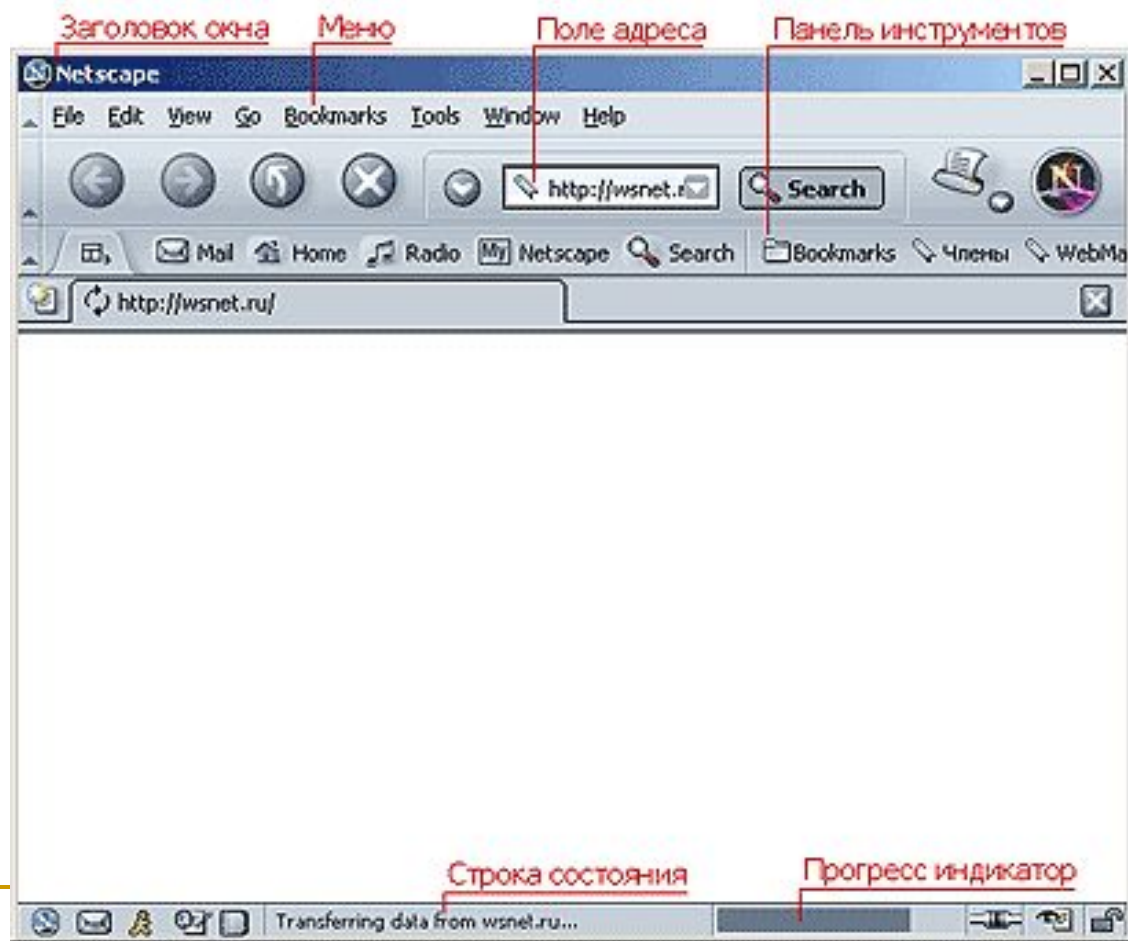 Заголовок окна Меню Поле адреса Панель инструментов
Netscape
File Edit View Go Bookmarks Tools Window Help
http://wsnet.r Search N
Mail Home Radio My Netscape Search Bookmarks Члены WebMa
http://wsnet.ru/
Строка состояния Прогресс индикатор
Transferring data from wsnet.ru...